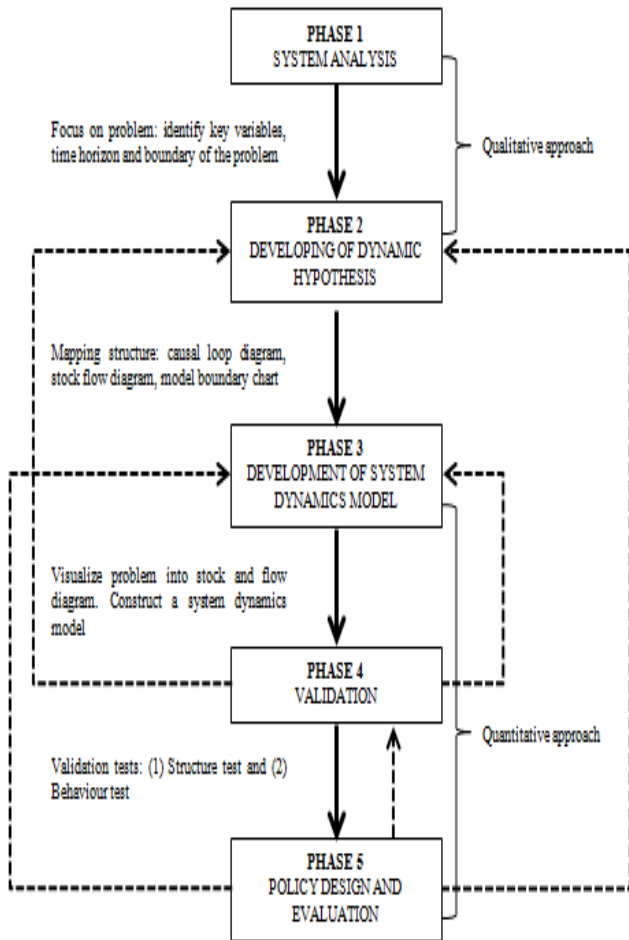 PHASE 1
SYSTEM ANALYSIS
Focus on problem: identify key variables,
time horizon and boundary of the problem
Qualitative approach
PHASE 2
DEVELOPING OF DYNAMIC
HYPOTHESIS
Mapping structure: causal loop diagram,
stock flow diagram, model boundary chart
PHASE 3
DEVELOPMENT OF SYSTEM
DYNAMICS MODEL
Visualize problem into stock and flow
diagram. Construct a system dynamics
model
PHASE 4
VALIDATION
Quantitative approach
Validation tests: (1) Structure test and (2)
Behaviour test
PHASE 5
POLICY DESIGN AND
EVALUATION